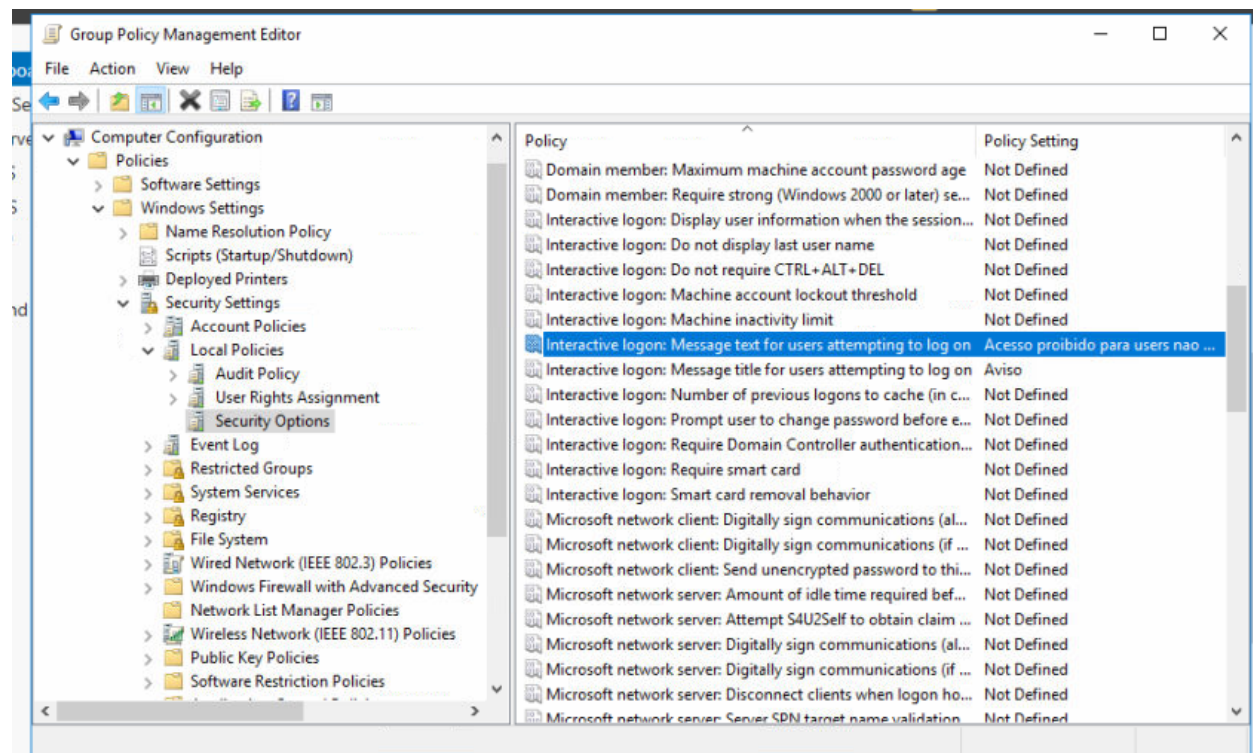 Group Policy Management Editor
File Action View Help
Computer Configuration
Policies
Software Settings
Windows Settings
Name Resolution Policy
Scripts (Startup/Shutdown)
Deployed Printers
Security Settings
Account Policies
Local Policies
Audit Policy
User Rights Assignment
Security Options
Event Log
Restricted Groups
System Services
Registry
File System
Wired Network (IEEE 802.3) Policies
Windows Firewall with Advanced Security
Network List Manager Policies
Wireless Network (IEEE 802.11) Policies
Public Key Policies
Software Restriction Policies
Policy Policy Setting
Domain member: Maximum machine account password age Not Defined
Domain member: Require strong (Windows 2000 or later) se... Not Defined
Interactive logon: Display user information when the session... Not Defined
Interactive logon: Do not display last user name Not Defined
Interactive logon: Do not require CTRL+ALT+DEL Not Defined
Interactive logon: Machine account lockout threshold Not Defined
Interactive logon: Machine inactivity limit Not Defined
Interactive logon: Message text for users attempting to log on Acesso proibido para users nao ...
Interactive logon: Message title for users attempting to log on Aviso
Interactive logon: Number of previous logons to cache (in c... Not Defined
Interactive logon: Prompt user to change password before e... Not Defined
Interactive logon: Require Domain Controller authentication... Not Defined
Interactive logon: Require smart card Not Defined
Interactive logon: Smart card removal behavior Not Defined
Microsoft network client: Digitally sign communications (al... Not Defined
Microsoft network client: Digitally sign communications (if ... Not Defined
Microsoft network client: Send unencrypted password to thi... Not Defined
Microsoft network server: Amount of idle time required bef... Not Defined
Microsoft network server: Attempt S4U2Self to obtain claim ... Not Defined
Microsoft network server: Digitally sign communications (al... Not Defined
Microsoft network server: Digitally sign communications (if ... Not Defined
Microsoft network server: Disconnect clients when logon ho... Not Defined
Microsoft network server: Server SPN target name validation Not Defined